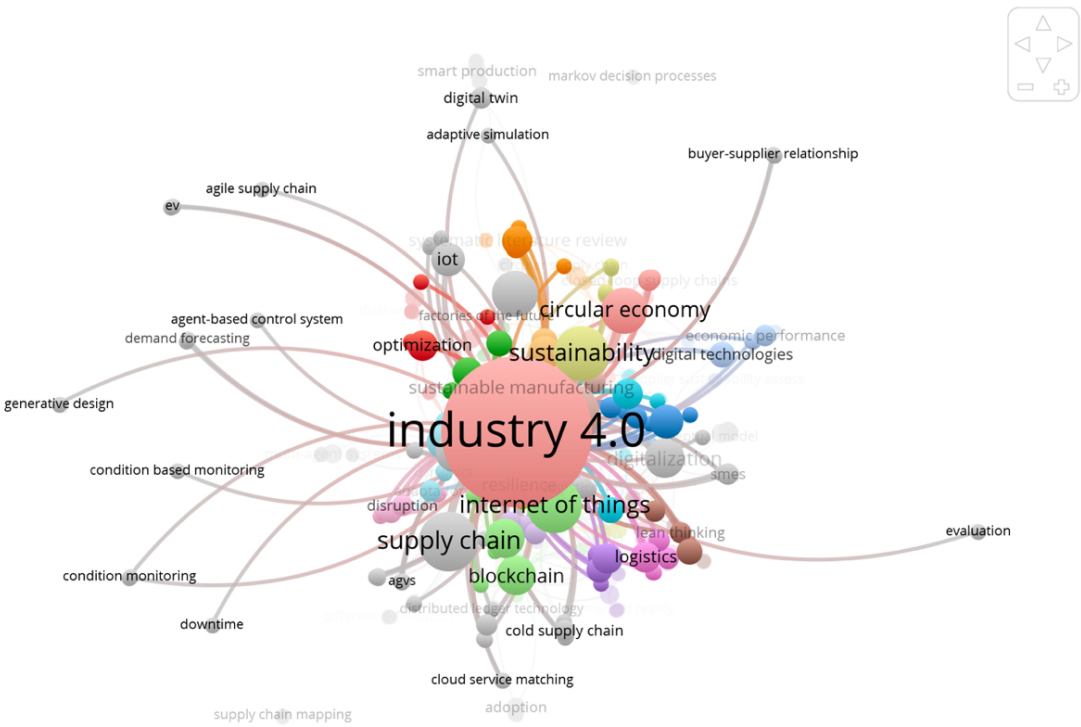 smart production
markov decision processes
digital twin
adaptive simulation
buyer-supplier relationship
agile supply chain
ev
systematic literature review
iot
closed loop supply chains
circular economy
factories of the future
agent-based control system
demand forecasting
economic performance
optimization
sustainability
digital technologies
sustainable manufacturing
generative design
industry 4.0
digitalization
condition based monitoring
smes
resilience
disruption
internet of things
evaluation
lean thinking
supply chain
logistics
condition monitoring
agvs
blockchain
distributed ledger technology
downtime
cold supply chain
cloud service matching
adoption
supply chain mapping